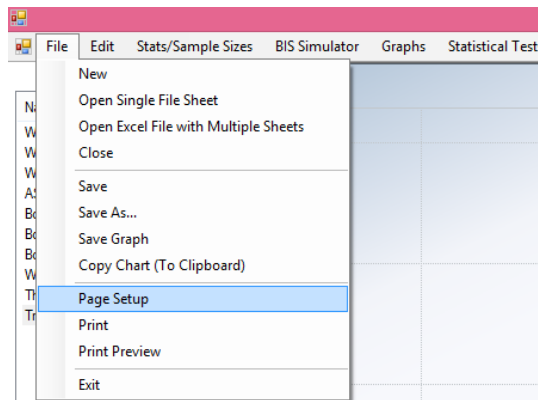 File Edit Stats/Sample Sizes BIS Simulator Graphs Statistical Test
New
Open Single File Sheet
Open Excel File with Multiple Sheets
Close
Save
Save As...
Save Graph
Copy Chart (To Clipboard)
Page Setup
Print
Print Preview
Exit